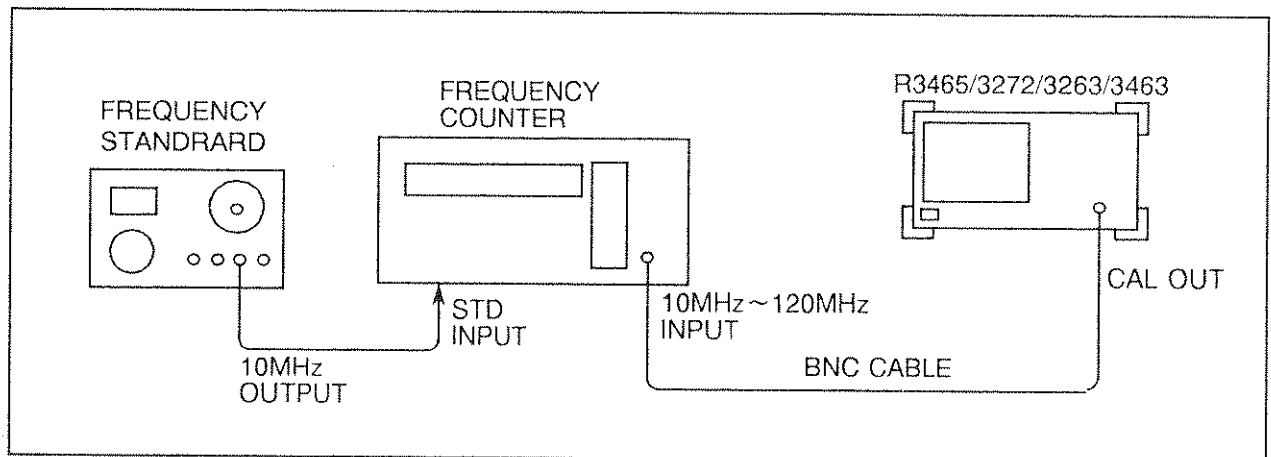 FREQUENCY
STANDRARD
FREQUENCY
COUNTER
R3465/3272/3263/3463
10MHz
OUTPUT
STD
INPUT
10MHz～120MHz
INPUT
BNC CABLE
CAL OUT